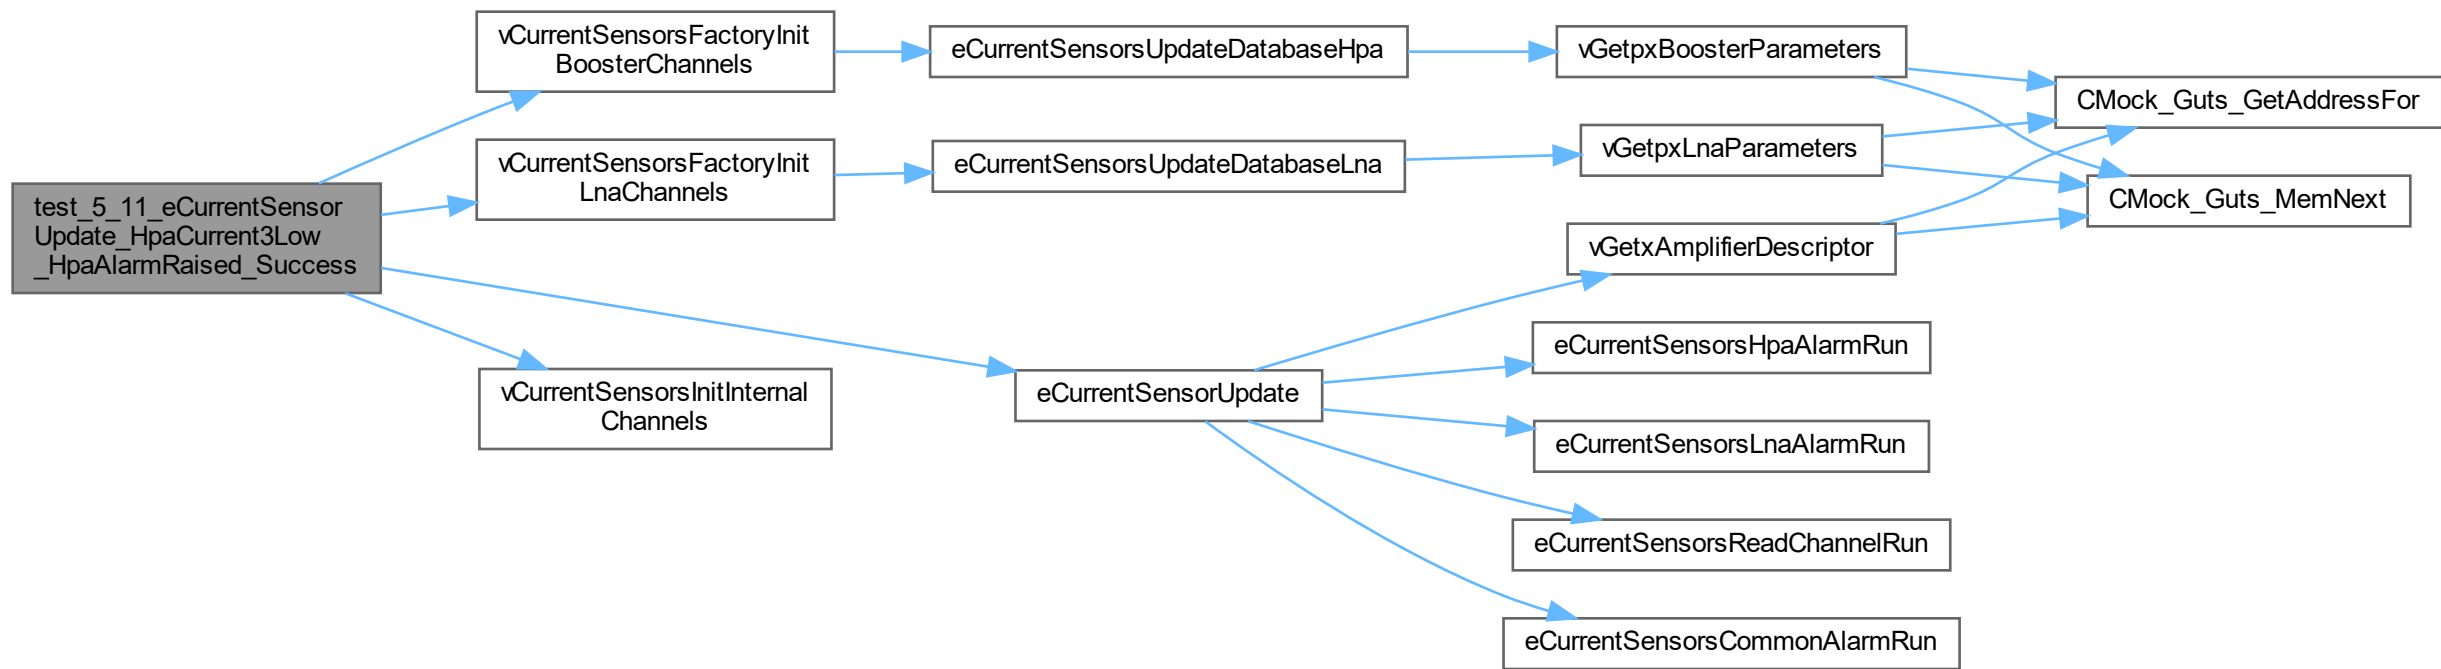 vCurrentSensorsFactoryInit
BoosterChannels
eCurrentSensorsUpdateDatabaseHpa
vGetpxBoosterParameters
CMock_Guts_GetAddressFor
vCurrentSensorsFactoryInit
LnaChannels
eCurrentSensorsUpdateDatabaseLna
vGetpxLnaParameters
CMock_Guts_MemNext
test_5_11_eCurrentSensor
Update_HpaCurrent3Low
_HpaAlarmRaised_Success
vGetxAmplifierDescriptor
eCurrentSensorsHpaAlarmRun
vCurrentSensorsInitInternal
Channels
eCurrentSensorUpdate
eCurrentSensorsLnaAlarmRun
eCurrentSensorsReadChannelRun
eCurrentSensorsCommonAlarmRun